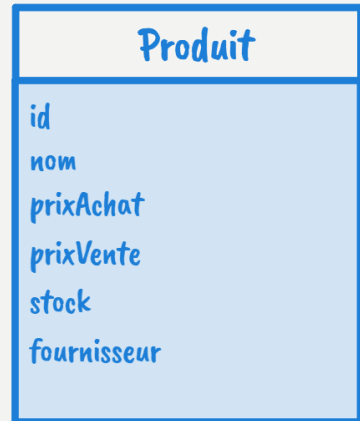 Produit
id
nom
prixAchat
prixVente
stock
fournisseur